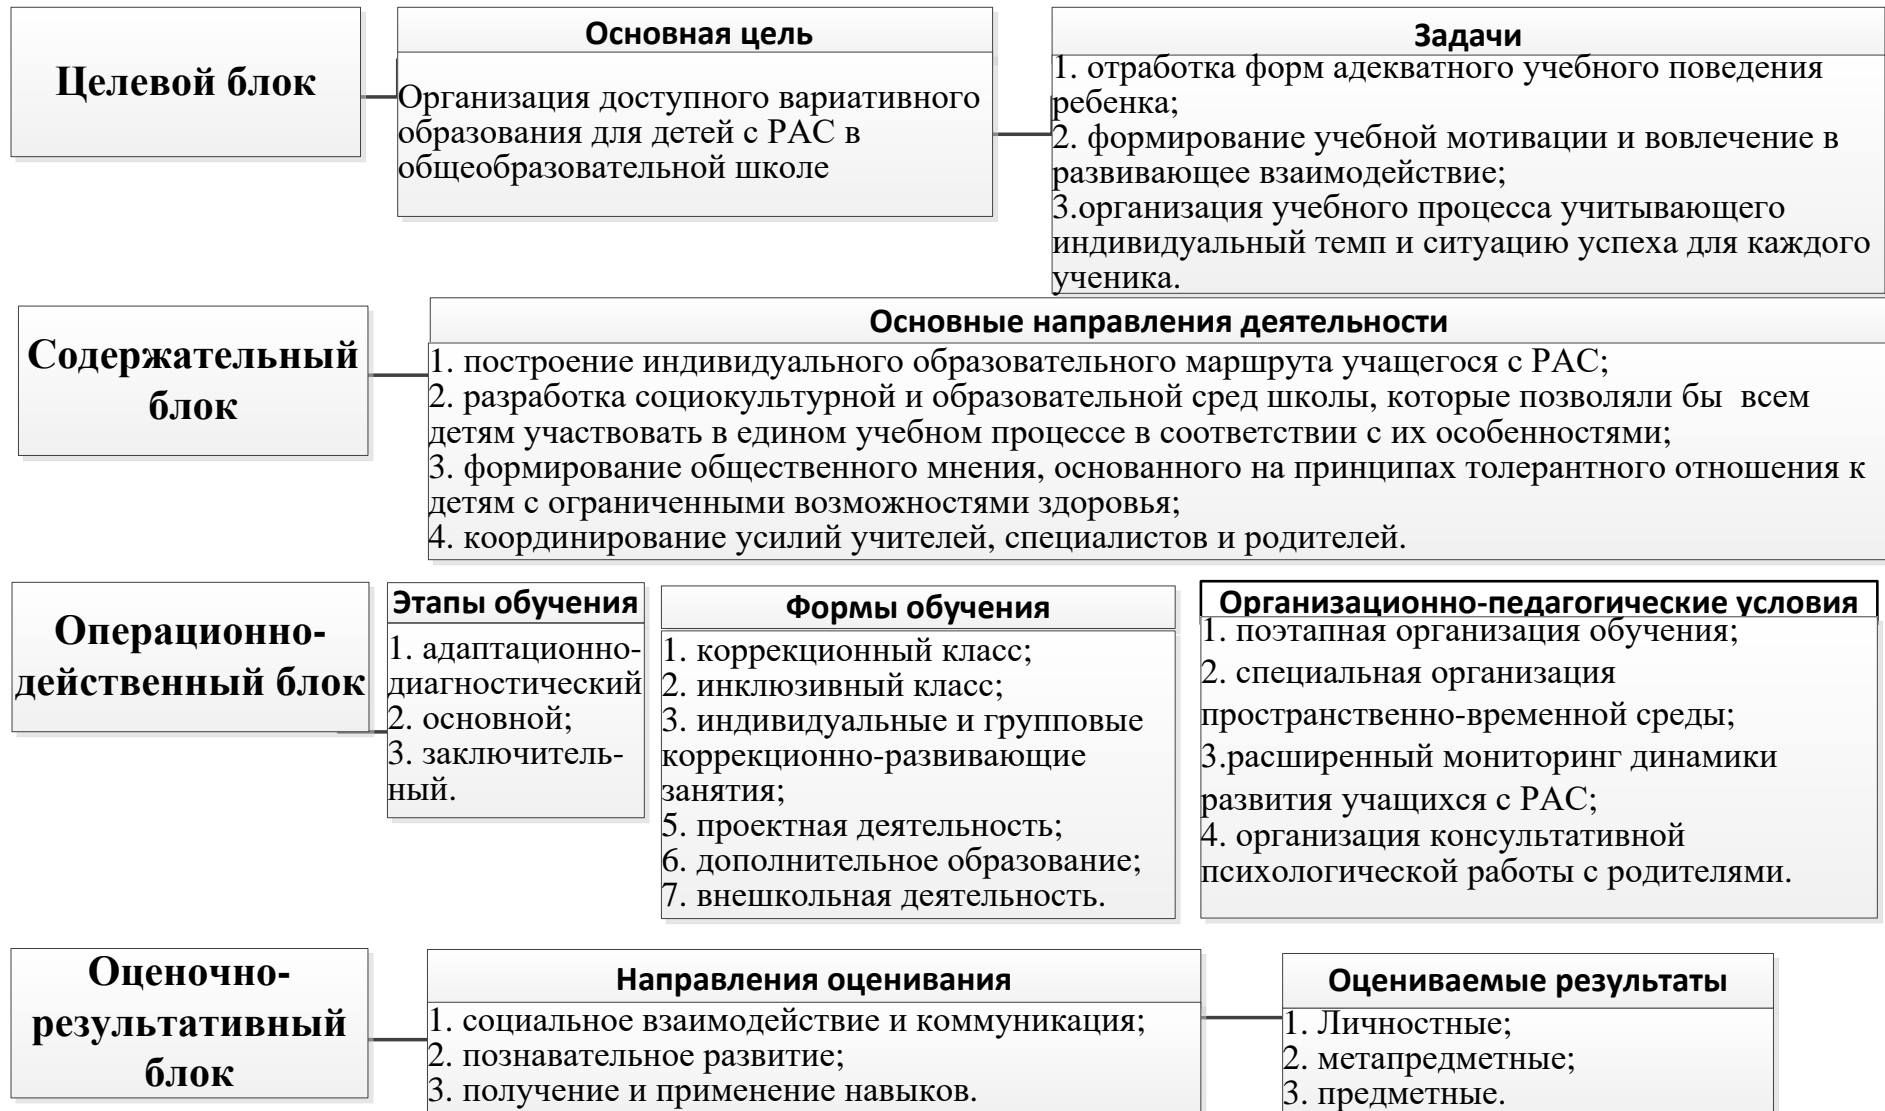 Целевой блок
Основная цель
Организация доступного вариативного
образования для детей с РАС в
общеобразовательной школе
Задачи
1. отработка форм адекватного учебного поведения
ребенка;
2. формирование учебной мотивации и вовлечение в
развивающее взаимодействие;
3.организация учебного процесса учитывающего
индивидуальный темп и ситуацию успеха для каждого
ученика.
Содержательный
блок
Основные направления деятельности
1. построение индивидуального образовательного маршрута учащегося с РАС;
2. разработка социокультурной и образовательной сред школы, которые позволяли бы  всем
детям участвовать в едином учебном процессе в соответствии с их особенностями;
3. формирование общественного мнения, основанного на принципах толерантного отношения к
детям с ограниченными возможностями здоровья;
4. координирование усилий учителей, специалистов и родителей.
Операционно-
действенный блок
Этапы обучения
1. адаптационно-
диагностический
2. основной;
3. заключитель-
ный.
Формы обучения
1. коррекционный класс;
2. инклюзивный класс;
3. индивидуальные и групповые
коррекционно-развивающие
занятия;
5. проектная деятельность;
6. дополнительное образование;
7. внешкольная деятельность.
Организационно-педагогические условия
1. поэтапная организация обучения;
2. специальная организация
пространственно-временной среды;
3.расширенный мониторинг динамики
развития учащихся с РАС;
4. организация консультативной
психологической работы с родителями.
Оценочно-
результативный
блок
Направления оценивания
1. социальное взаимодействие и коммуникация;
2. познавательное развитие;
3. получение и применение навыков.
Оцениваемые результаты
1. Личностные;
2. метапредметные;
3. предметные.